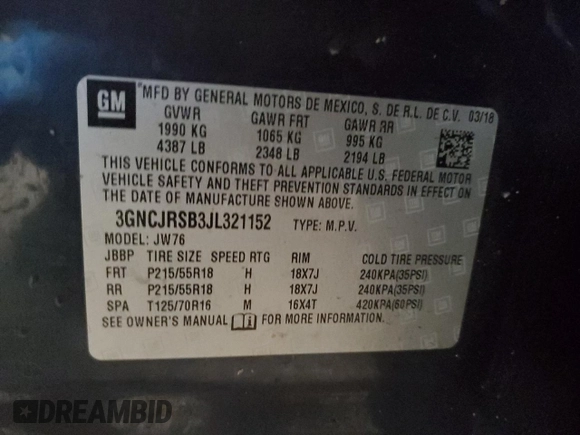 GM
*MFD BY GENERAL MOTORS DE MEXICO, S. DE R.L. DE C.V. 03/18
GVWR GAWR FRT GAWR RR
1990 KG 1065 KG 995 KG
4387 LB 2348 LB 2194 LB
THIS VEHICLE CONFORMS TO ALL APPLICABLE U.S. FEDERAL MOTOR
VEHICLE SAFETY AND THEFT PREVENTION STANDARDS IN EFFECT ON
THE DATE OF MANUFACTURE SHOWN ABOVE.
3GNCJRSB3JL321152 TYPE: M.P.V.
MODEL: JW76
JBBP TIRE SIZE SPEED RTG RIM COLD TIRE PRESSURE
FRT P215/55R18 H 18X7J 240KPA(35PSI)
RR P215/55R18 H 18X7J 240KPA(35PSI)
SPA T125/70R16 M 16X4T 420KPA(60PSI)
SEE OWNER'S MANUAL FOR MORE INFORMATION.
DREAMBID